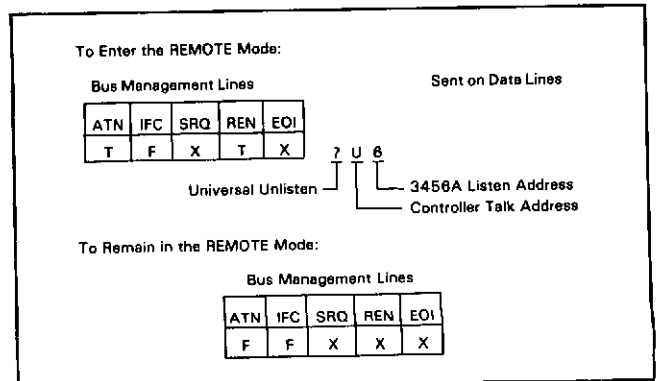 To Enter the REMOTE Mode:
Bus Management Lines
Sent on Data Lines
ATN IFC SRQ REN EOI
T F X T X
? U 6
Universal Unlisten
3456A Listen Address
Controller Talk Address
To Remain in the REMOTE Mode:
Bus Management Lines
ATN IFC SRQ REN EOI
F F X X X